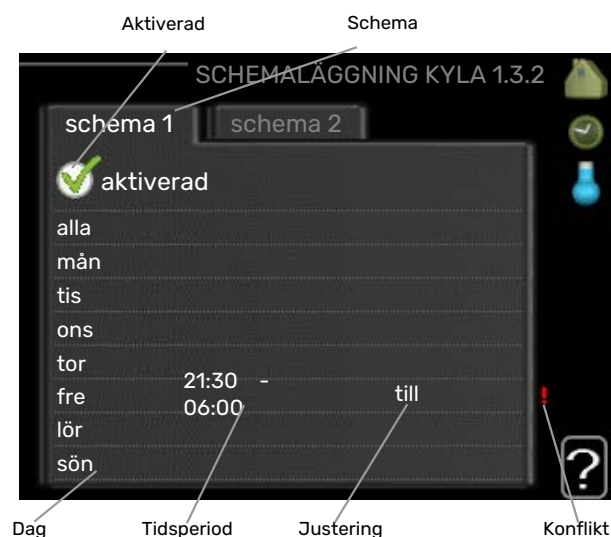 Aktiverad Schema
SCHEMALÄGGNING KYLA 1.3.2
schema 1 schema 2
aktiverad
alla
mån
tis
ons
tor
fre 21:30 - 06:00 till !
lör
sön
?
Dag Tidsperiod Justering Konflikt